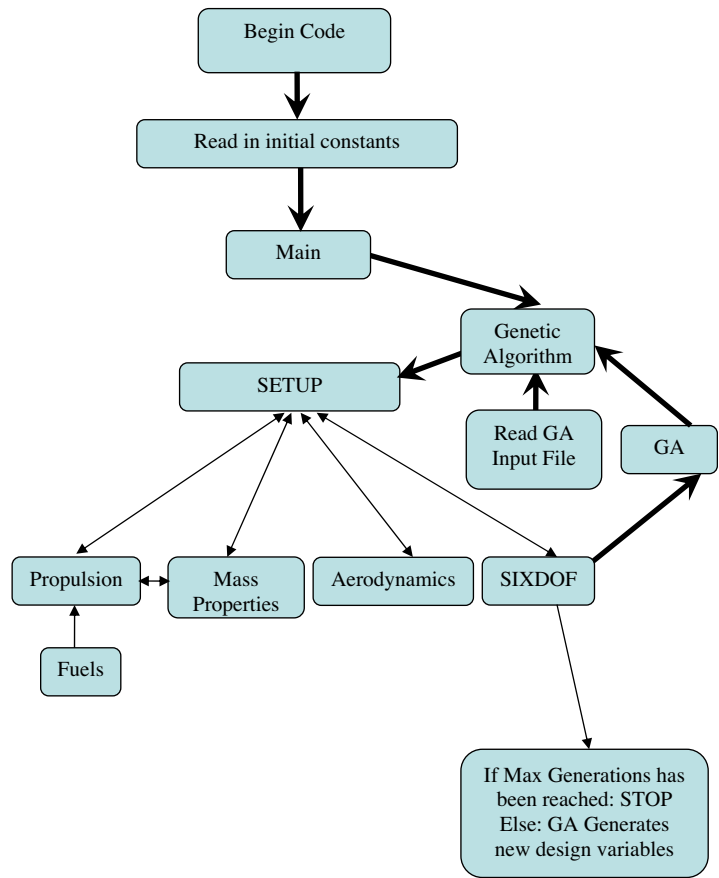 Begin Code
Read in initial constants
Main
Genetic
Algorithm
SETUP
Read GA
Input File
GA
Propulsion
Mass
Properties
Aerodynamics
SIXDOF
Fuels
If Max Generations has
been reached: STOP
Else: GA Generates
new design variables